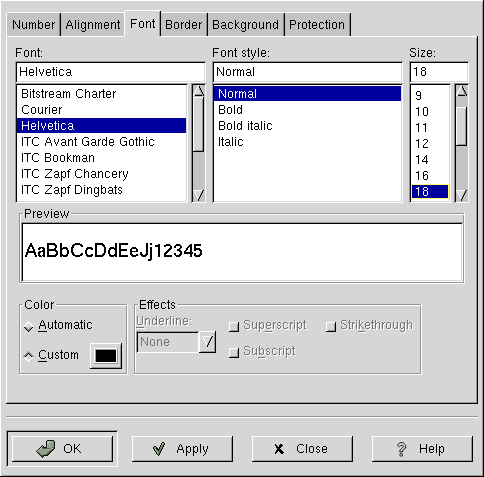 Number Alignment Font Border Background Protection
Font: Font style: Size:
Helvetica Normal 18
Bitstream Charter Normal 9
Courier Bold 10
Helvetica Bold italic 11
ITC Avant Garde Gothic Italic 12
ITC Bookman 14
ITC Zapf Chancery 16
ITC Zapf Dingbats 18
Preview
AaBbCcDdEeJj12345
Color Effects
Automatic Underline: Superscript Strikethrough
Custom None Subscript
OK Apply Close Help